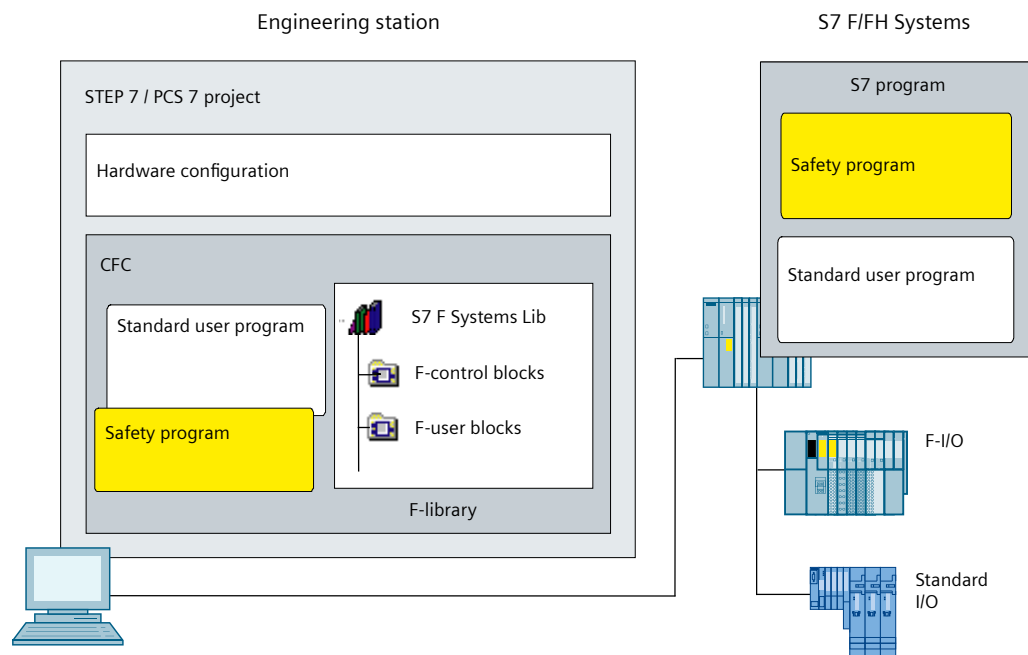 Engineering station
S7 F/FH Systems
STEP 7 / PCS 7 project
Hardware configuration
CFC
Standard user program
Safety program
S7 F Systems Lib
F-control blocks
F-user blocks
F-library
S7 program
Safety program
Standard user program
F-I/O
Standard
I/O